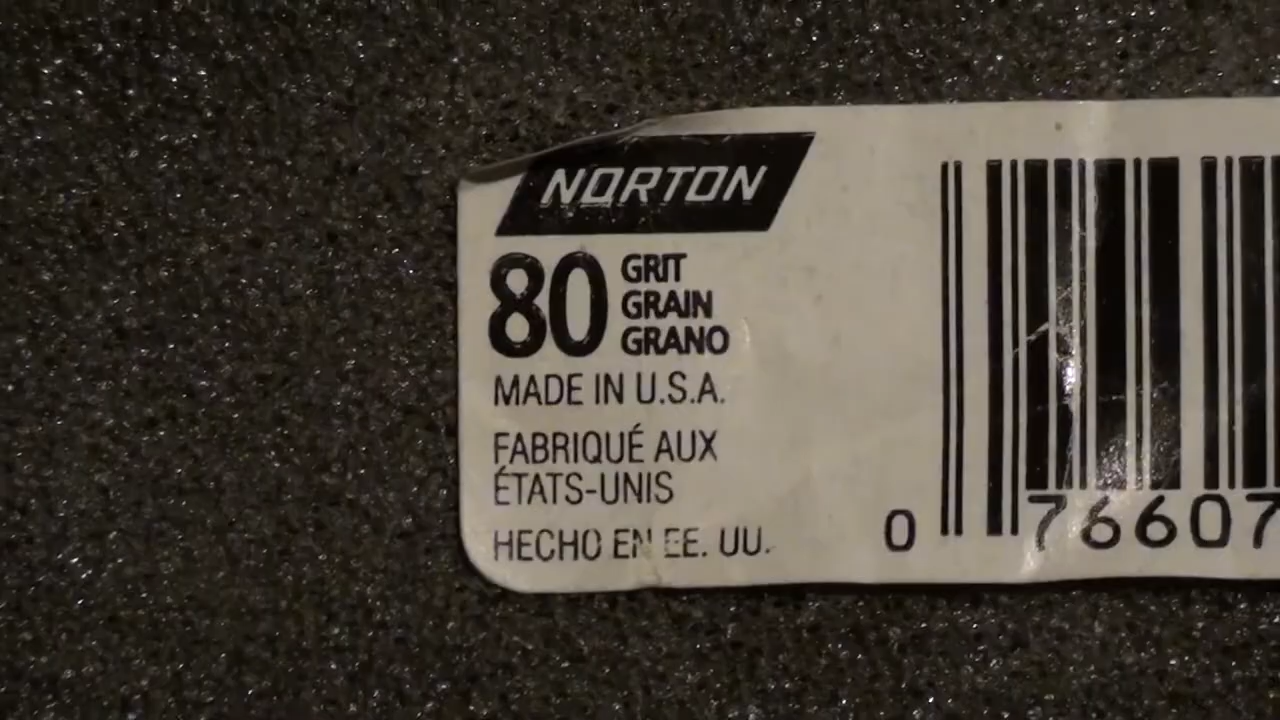 NORTON
80 GRIT
GRAIN
GRANO
MADE IN U.S.A.
FABRIQUÉ AUX
ÉTATS-UNIS
HECHO EN EE. UU.
0 76607